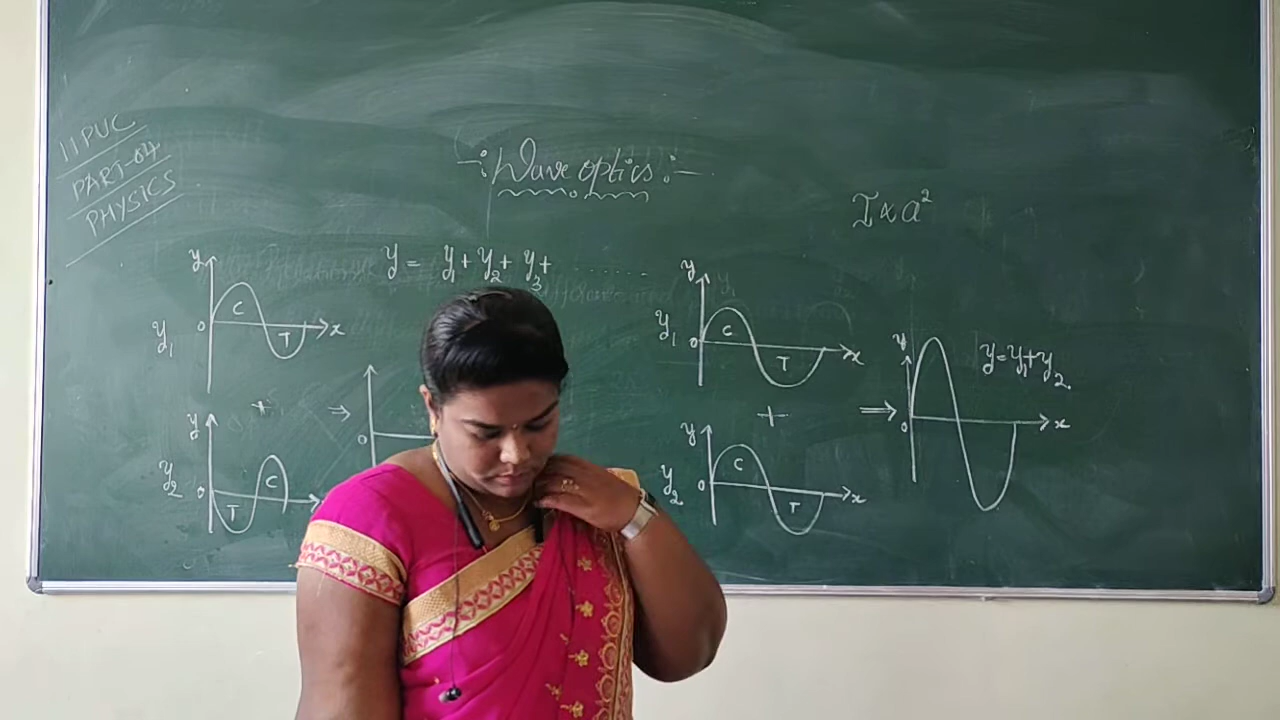 II PUC
PART-04
PHYSICS
-:Wave optics:-
I ∝ a²
y = y₁ + y₂ + y₃ + ........
y
C
0
T
x
y₁
+
⇒
0
y
y₂
0
T
C
y
y₁
0
C
T
x
+
y
y₂
0
C
T
x
⇒
y
0
x
y = y₁ + y₂.